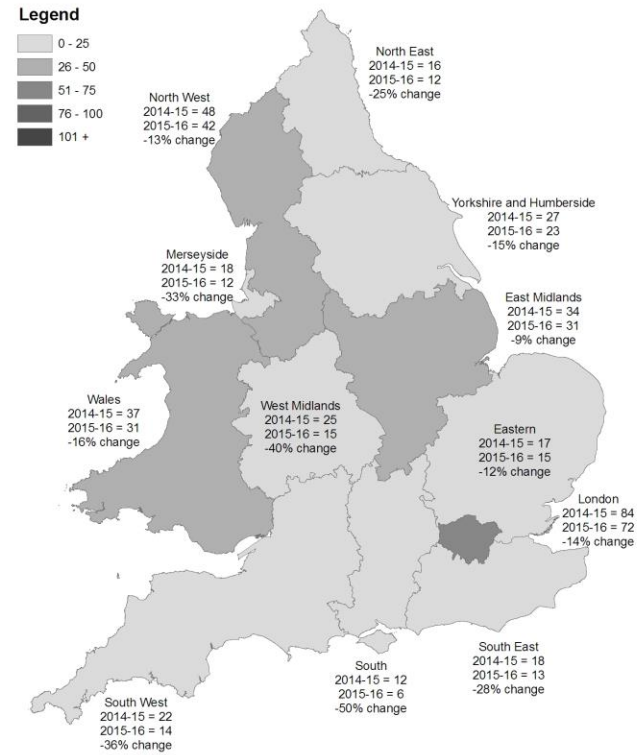 Legend
0 - 25
26 - 50
51 - 75
76 - 100
101 +
North East
2014-15 = 16
2015-16 = 12
-25% change
North West
2014-15 = 48
2015-16 = 42
-13% change
Yorkshire and Humberside
2014-15 = 27
2015-16 = 23
-15% change
Merseyside
2014-15 = 18
2015-16 = 12
-33% change
East Midlands
2014-15 = 34
2015-16 = 31
-9% change
Wales
2014-15 = 37
2015-16 = 31
-16% change
West Midlands
2014-15 = 25
2015-16 = 15
-40% change
Eastern
2014-15 = 17
2015-16 = 15
-12% change
London
2014-15 = 84
2015-16 = 72
-14% change
South East
2014-15 = 18
2015-16 = 13
-28% change
South
2014-15 = 12
2015-16 = 6
-50% change
South West
2014-15 = 22
2015-16 = 14
-36% change